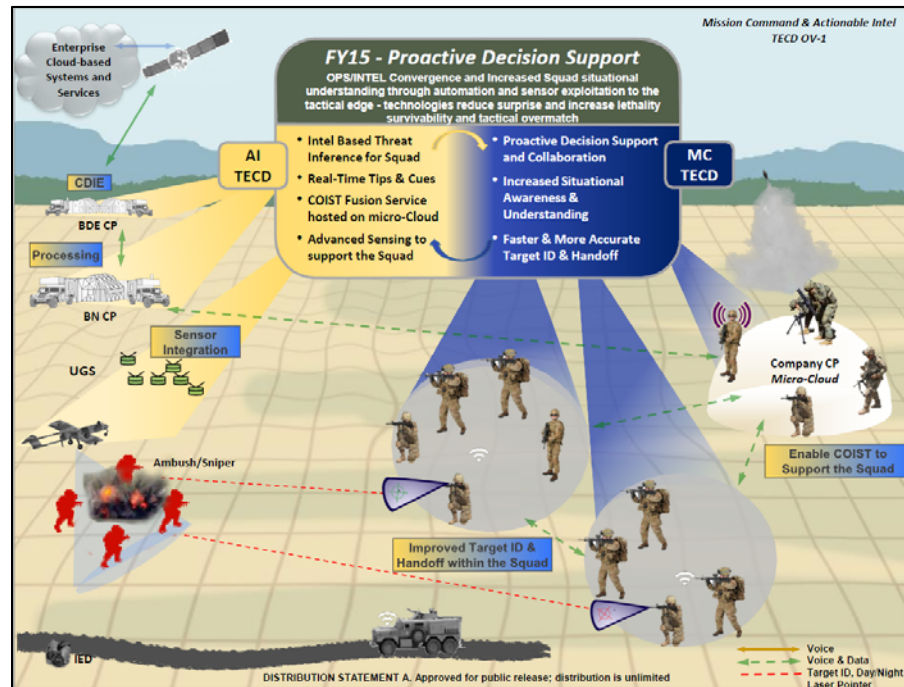 Mission Command & Actionable Intel
TECD OV-1
Enterprise
Cloud-based
Systems and
Services
FY15 - Proactive Decision Support
OPS/INTEL Convergence and Increased Squad situational
understanding through automation and sensor exploitation to the
tactical edge - technologies reduce surprise and increase lethality
survivability and tactical overmatch
AI
TECD
• Intel Based Threat
Inference for Squad
• Real-Time Tips & Cues
• COIST Fusion Service
hosted on micro-Cloud
• Advanced Sensing to
support the Squad
• Proactive Decision Support
and Collaboration
• Increased Situational
Awareness &
Understanding
• Faster & More Accurate
Target ID & Handoff
MC
TECD
CDIE
BDE CP
Processing
BN CP
Sensor
Integration
UGS
Company CP
Micro-Cloud
Ambush/Sniper
Enable COIST to
Support the Squad
Improved Target ID &
Handoff within the Squad
IED
DISTRIBUTION STATEMENT A. Approved for public release; distribution is unlimited
Voice
Voice & Data
Target ID, Day/Night
Laser Pointer